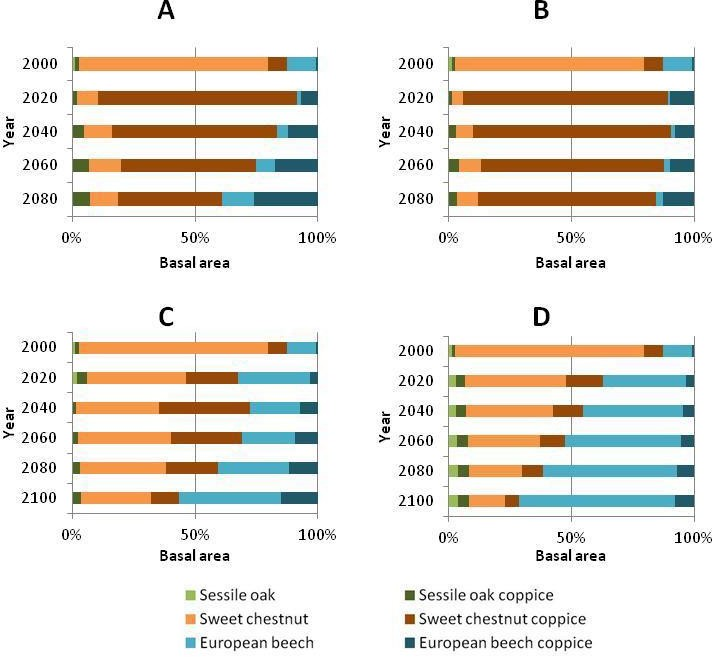 A
2000
2020
2040
2060
2080
Year
0% 50% 100%
Basal area
B
2000
2020
2040
2060
2080
Year
0% 50% 100%
Basal area
C
2000
2020
2040
2060
2080
2100
Year
0% 50% 100%
Basal area
D
2000
2020
2040
2060
2080
2100
Year
0% 50% 100%
Basal area
Sessile oak
Sessile oak coppice
Sweet chestnut
Sweet chestnut coppice
European beech
European beech coppice